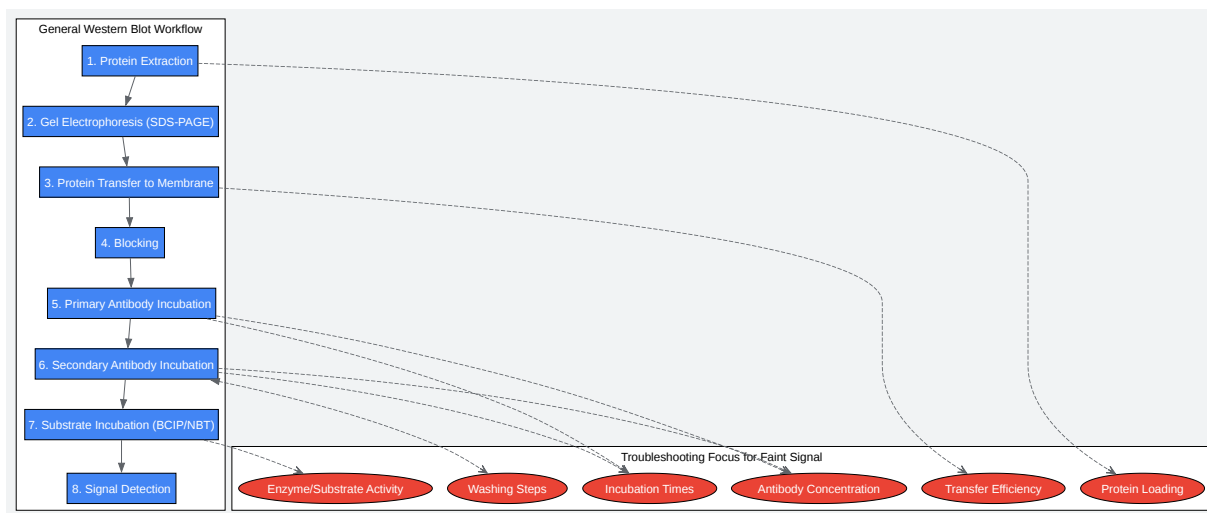 General Western Blot Workflow
1. Protein Extraction
2. Gel Electrophoresis (SDS-PAGE)
3. Protein Transfer to Membrane
4. Blocking
5. Primary Antibody Incubation
6. Secondary Antibody Incubation
7. Substrate Incubation (BCIP/NBT)
8. Signal Detection
Troubleshooting Focus for Faint Signal
Enzyme/Substrate Activity
Washing Steps
Incubation Times
Antibody Concentration
Transfer Efficiency
Protein Loading